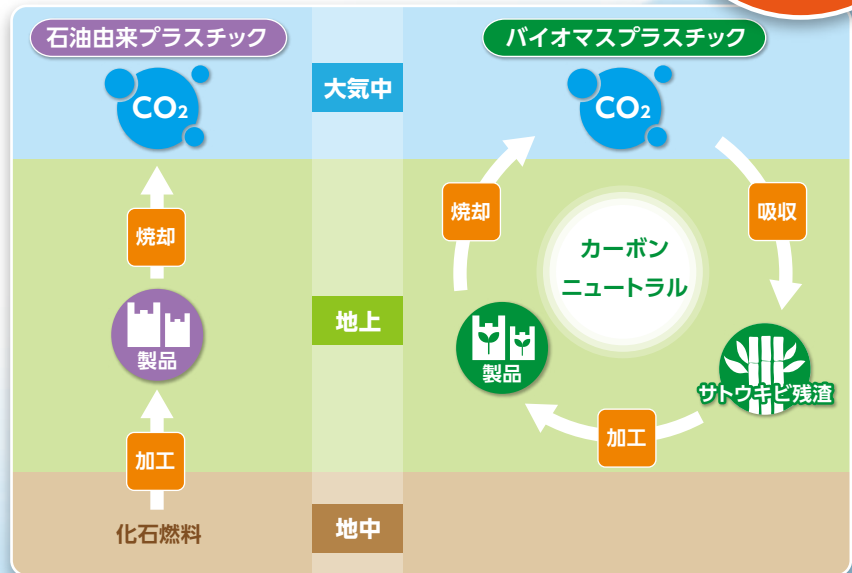 石油由来プラスチック
CO₂
焼却
製品
加工
化石燃料
大気中
地上
地中
バイオマスプラスチック
CO₂
吸収
サトウキビ残渣
加工
製品
焼却
カーボン
ニュートラル